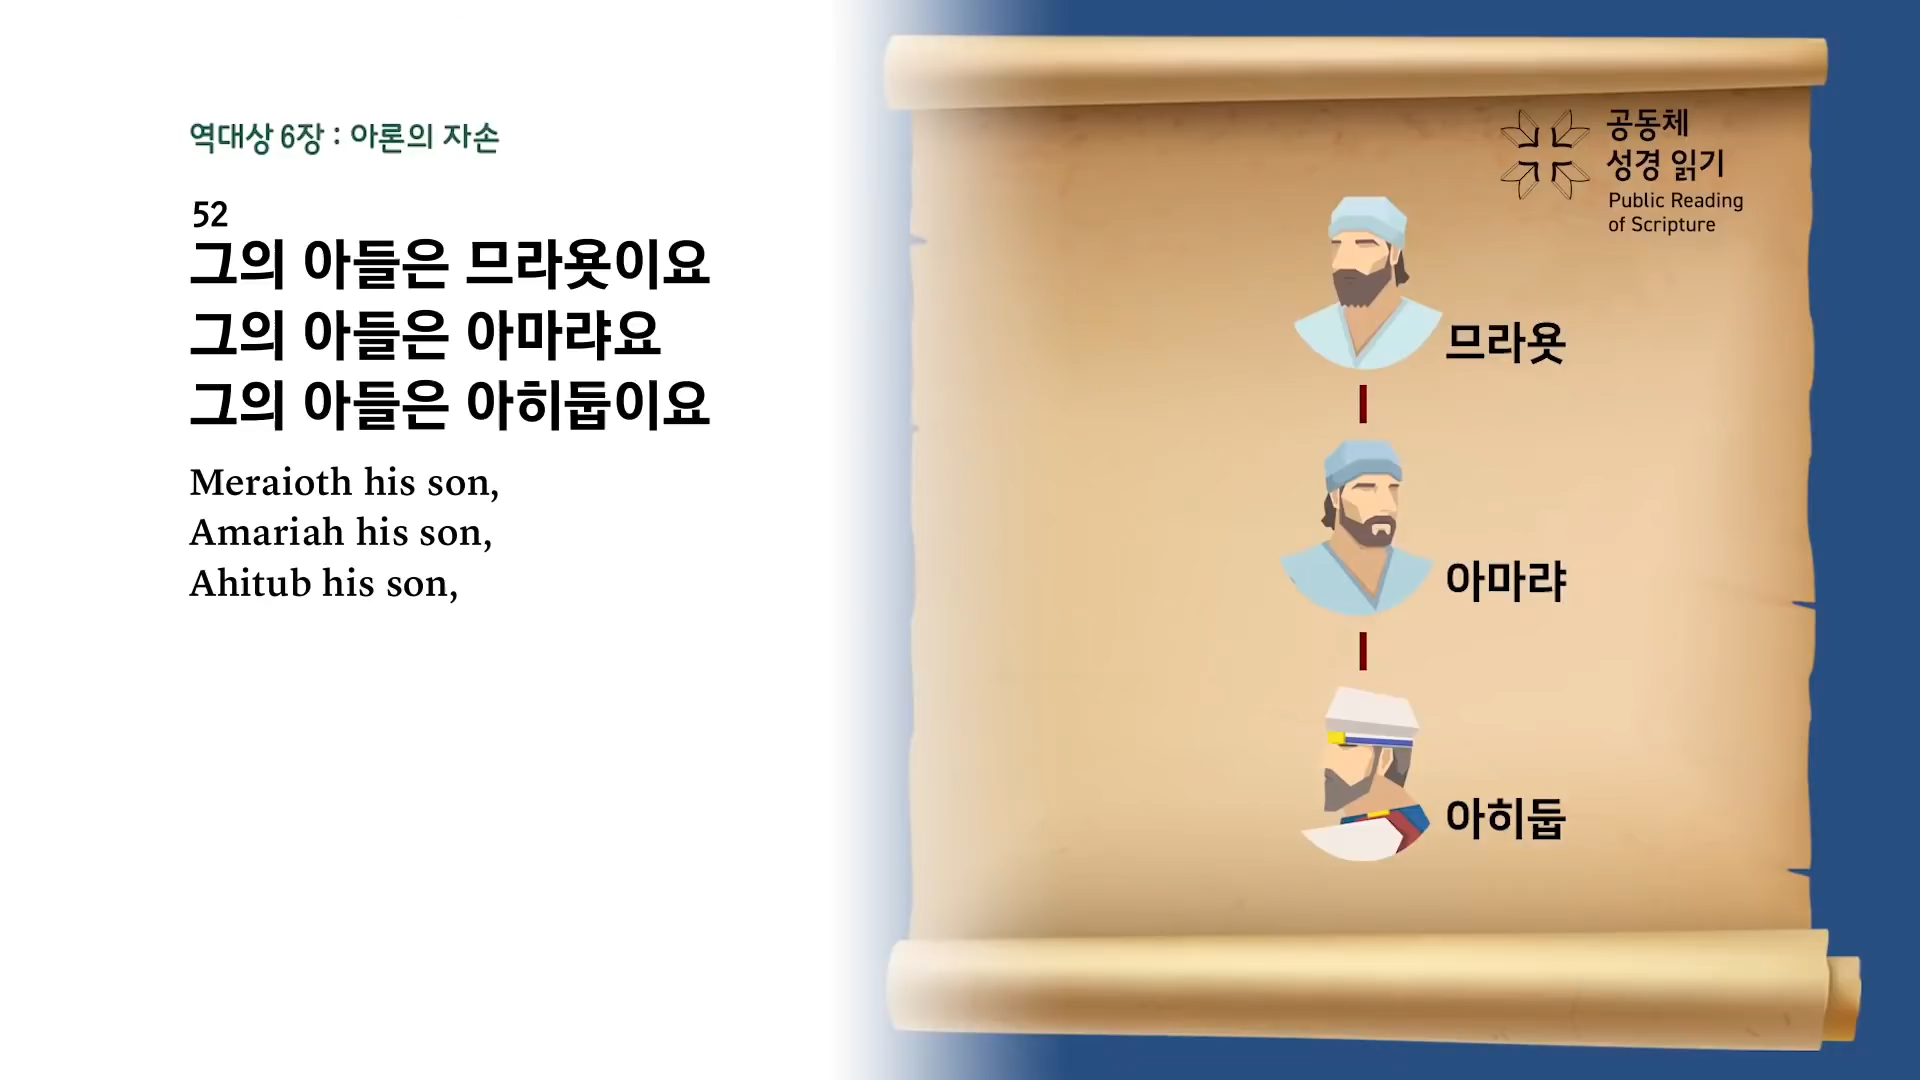 역대상 6장 : 아론의 자손
52
그의 아들은 므라욧이요
그의 아들은 아마랴요
그의 아들은 아히둡이요
Meraioth his son,
Amariah his son,
Ahitub his son,
공동체
성경 읽기
Public Reading
of Scripture
므라욧
아마랴
아히둡